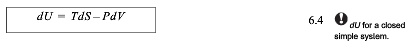 dU = TdS – PdV
6.4 ! dU for a closed
simple system.